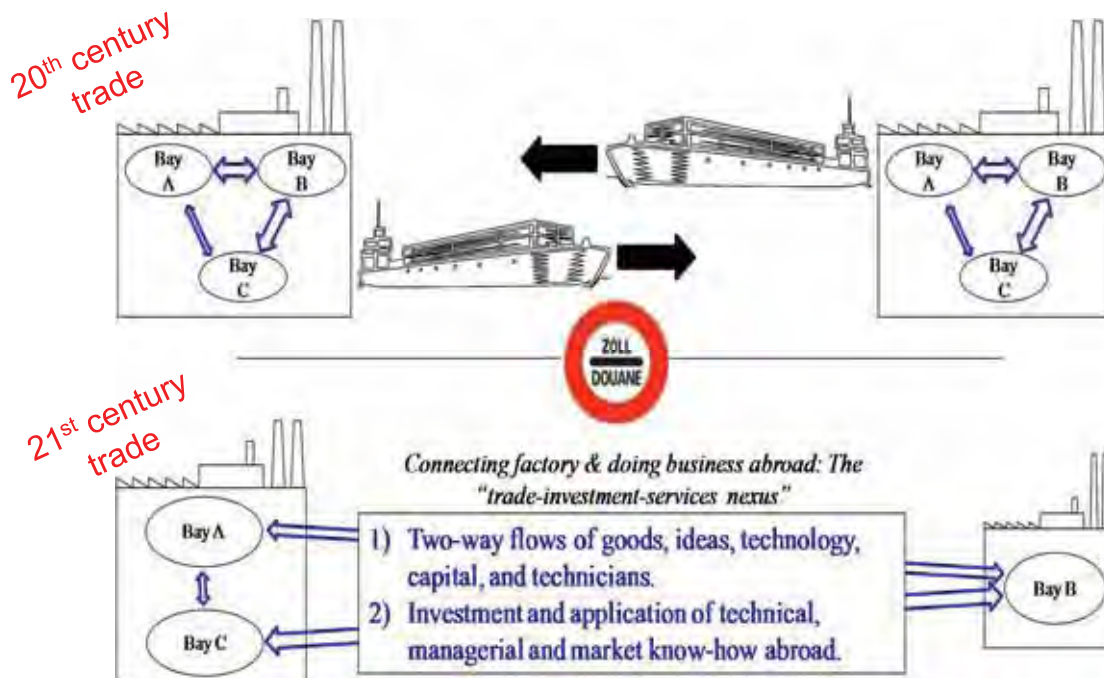 20th century
trade
Bay
A
Bay
B
Bay
C
Bay
A
Bay
B
Bay
C
ZOLL
DOUANE
21st century
trade
Connecting factory & doing business abroad: The
“trade-investment-services nexus”
Bay A
Bay C
1) Two-way flows of goods, ideas, technology,
capital, and technicians.
2) Investment and application of technical,
managerial and market know-how abroad.
Bay B